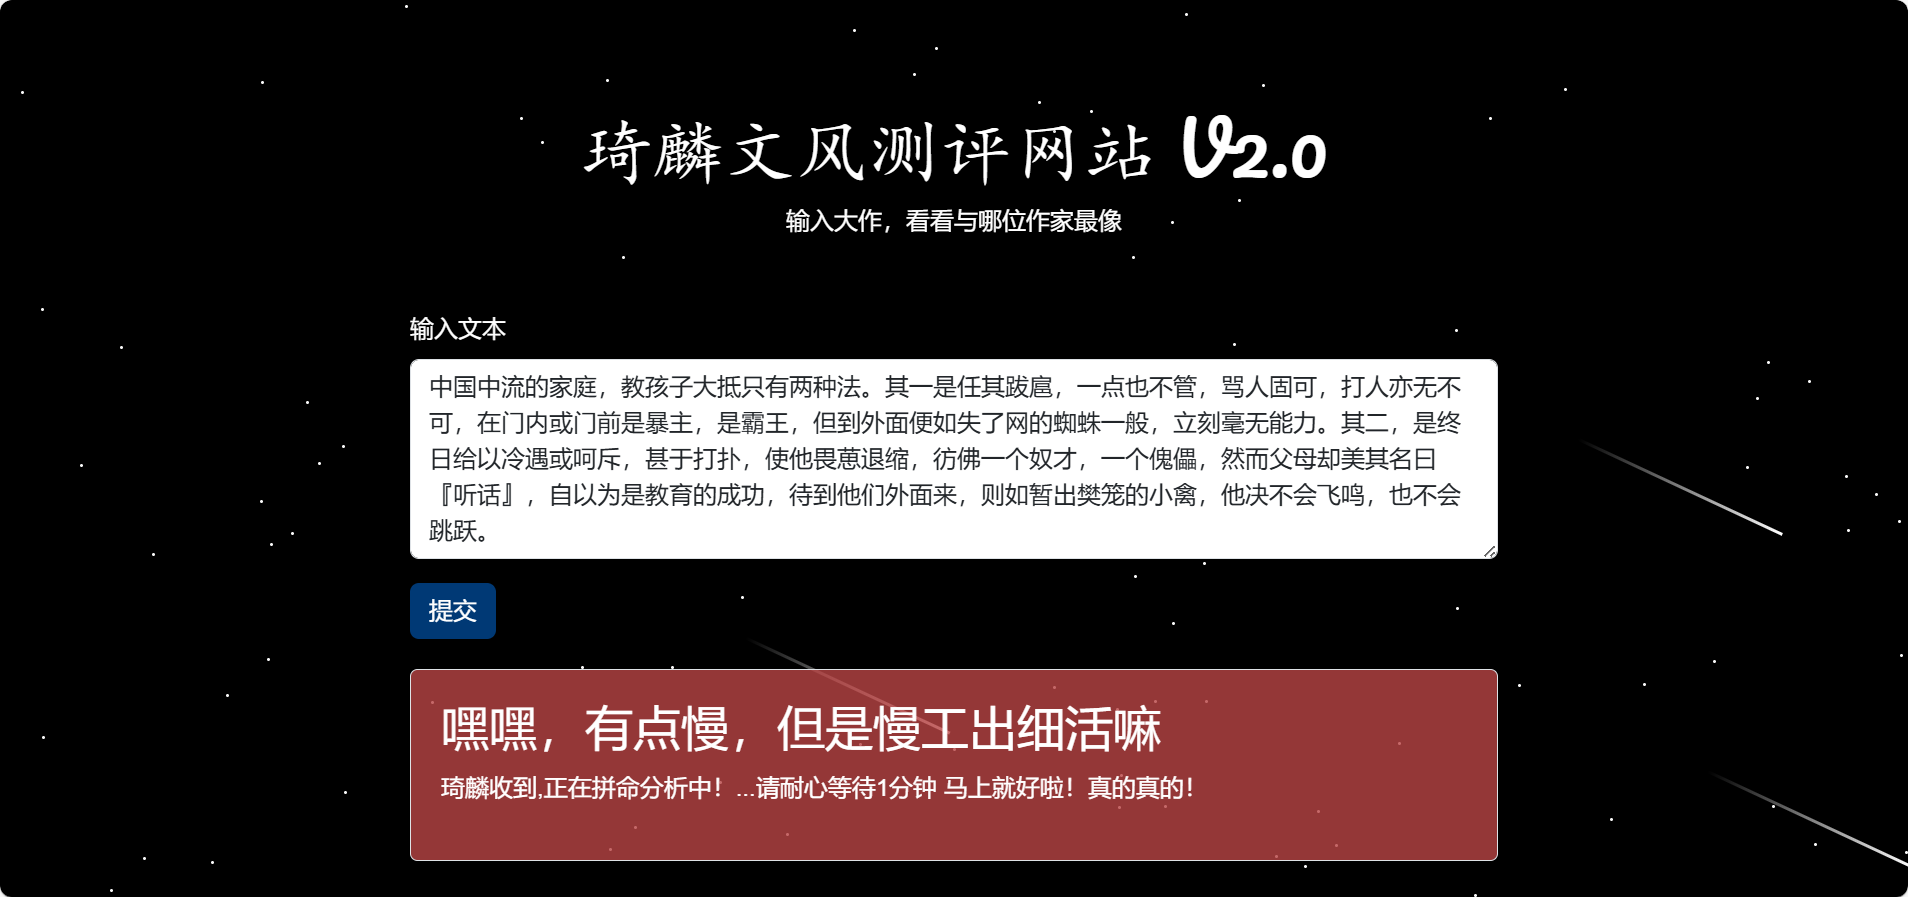 琦麟文风测评网站 V2.0
输入大作，看看与哪位作家最像
输入文本
中国中流的家庭，教孩子大抵只有两种法。其一是任其跋扈，一点也不管，骂人固可，打人亦无不
可，在门内或门前是暴主，是霸王，但到外面便如失了网的蜘蛛一般，立刻毫无能力。其二，是终
日给以冷遇或呵斥，甚于打扑，使他畏葸退缩，彷佛一个奴才，一个傀儡，然而父母却美其名曰
『听话』，自以为是教育的成功，待到他们外面来，则如暂出樊笼的小禽，他决不会飞鸣，也不会
跳跃。
提交
嘿嘿，有点慢，但是慢工出细活嘛
琦麟收到,正在拼命分析中！...请耐心等待1分钟 马上就好啦！真的真的！